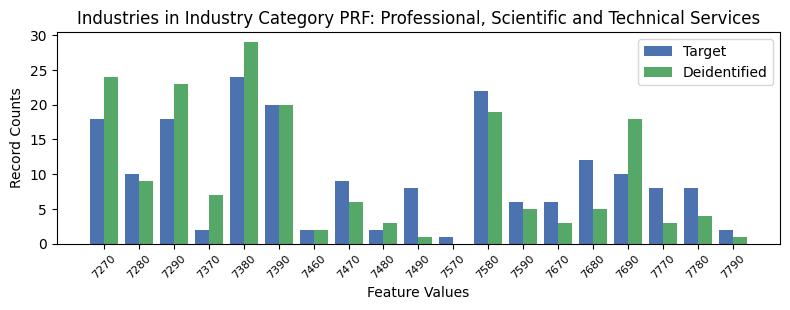 Industries in Industry Category PRF: Professional, Scientific and Technical Services
Target
Deidentified
Record Counts
30
25
20
15
10
5
0
7270 7280 7290 7370 7380 7390 7460 7470 7480 7490 7570 7580 7590 7670 7680 7690 7770 7780 7790
Feature Values